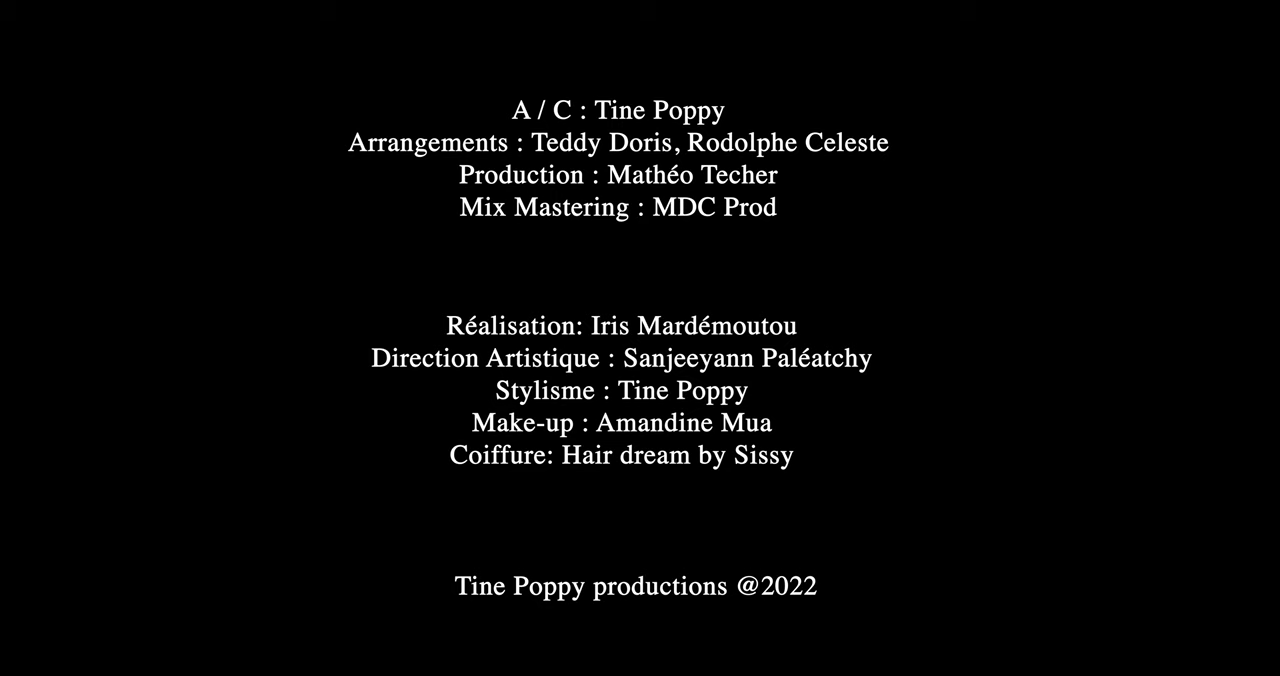 A / C : Tine Poppy
Arrangements : Teddy Doris, Rodolphe Celeste
Production : Mathéo Techer
Mix Mastering : MDC Prod
Réalisation: Iris Mardémoutou
Direction Artistique : Sanjeeyann Paléatchy
Stylisme : Tine Poppy
Make-up : Amandine Mua
Coiffure: Hair dream by Sissy
Tine Poppy productions @2022